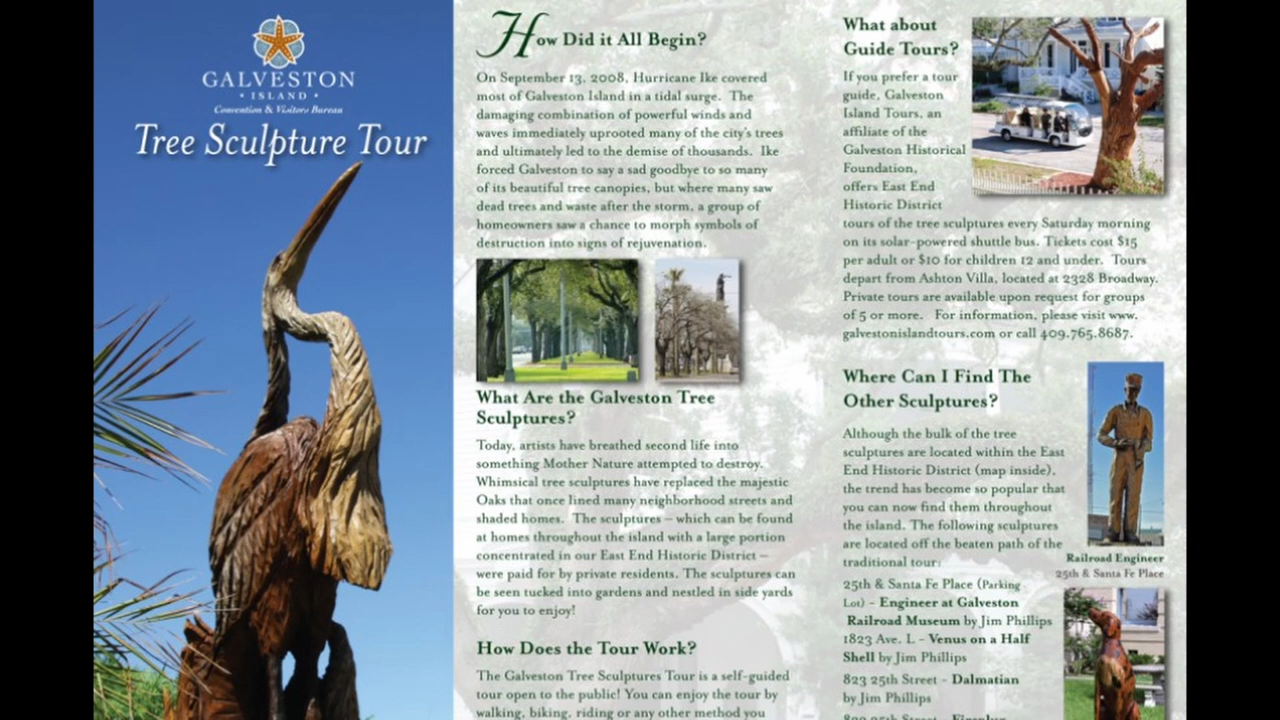 GALVESTON
• ISLAND •
Convention & Visitors Bureau
Tree Sculpture Tour
How Did it All Begin?
On September 13, 2008, Hurricane Ike covered
most of Galveston Island in a tidal surge. The
damaging combination of powerful winds and
waves immediately uprooted many of the city's trees
and ultimately led to the demise of thousands. Ike
forced Galveston to say a sad goodbye to so many
of its beautiful tree canopies, but where many saw
dead trees and waste after the storm, a group of
homeowners saw a chance to morph symbols of
destruction into signs of rejuvenation.
What Are the Galveston Tree
Sculptures?
Today, artists have breathed second life into
something Mother Nature attempted to destroy.
Whimsical tree sculptures have replaced the majestic
Oaks that once lined many neighborhood streets and
shaded homes. The sculptures – which can be found
at homes throughout the island with a large portion
concentrated in our East End Historic District –
were paid for by private residents. The sculptures can
be seen tucked into gardens and nestled in side yards
for you to enjoy!
How Does the Tour Work?
The Galveston Tree Sculptures Tour is a self-guided
tour open to the public! You can enjoy the tour by
walking, biking, riding or any other method you
What about
Guide Tours?
If you prefer a tour
guide, Galveston
Island Tours, an
affiliate of the
Galveston Historical
Foundation,
offers East End
Historic District
tours of the tree sculptures every Saturday morning
on its solar-powered shuttle bus. Tickets cost $15
per adult or $10 for children 12 and under. Tours
depart from Ashton Villa, located at 2328 Broadway.
Private tours are available upon request for groups
of 5 or more. For information, please visit www.
galvestonislandtours.com or call 409.765.8687.
Where Can I Find The
Other Sculptures?
Although the bulk of the tree
sculptures are located within the East
End Historic District (map inside),
the trend has become so popular that
you can now find them throughout
the island. The following sculptures
are located off the beaten path of the
traditional tour:
Railroad Engineer
25th & Santa Fe Place
25th & Santa Fe Place (Parking
Lot) – Engineer at Galveston
Railroad Museum by Jim Phillips
1823 Ave. L – Venus on a Half
Shell by Jim Phillips
823 25th Street – Dalmatian
by Jim Phillips
823 25th Street – Fireplug